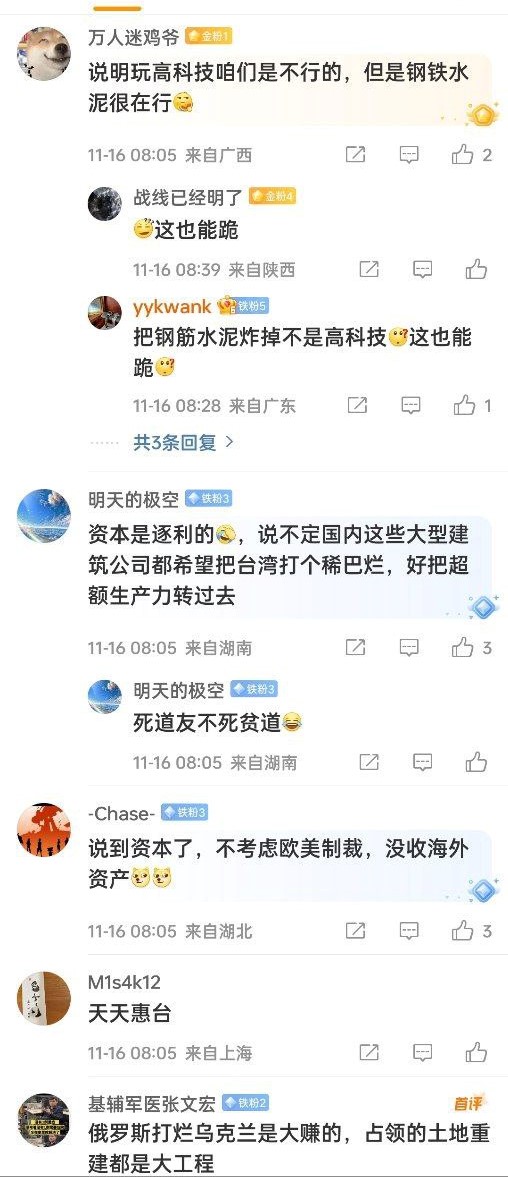 万人迷鸡爷 金粉1
说明玩高科技咱们是不行的，但是钢铁水
泥很在行
11-16 08:05 来自广西 2
战线已经明了 金粉4
这也能跪
11-16 08:39 来自陕西
yykwank 铁粉5
把钢筋水泥炸掉不是高科技这也能
跪
11-16 08:28 来自广东 1
共3条回复
明天的极空 铁粉3
资本是逐利的，说不定国内这些大型建
筑公司都希望把台湾打个稀巴烂，好把超
额生产力转过去
11-16 08:05 来自湖南 3
明天的极空 铁粉3
死道友不死贫道
11-16 08:05 来自湖南
-Chase- 铁粉3
说到资本了，不考虑欧美制裁，没收海外
资产
11-16 08:05 来自湖北 3
M1s4k12
天天惠台
11-16 08:05 来自上海
基辅军医张文宏 铁粉2 首评
俄罗斯打烂乌克兰是大赚的，占领的土地重
建都是大工程